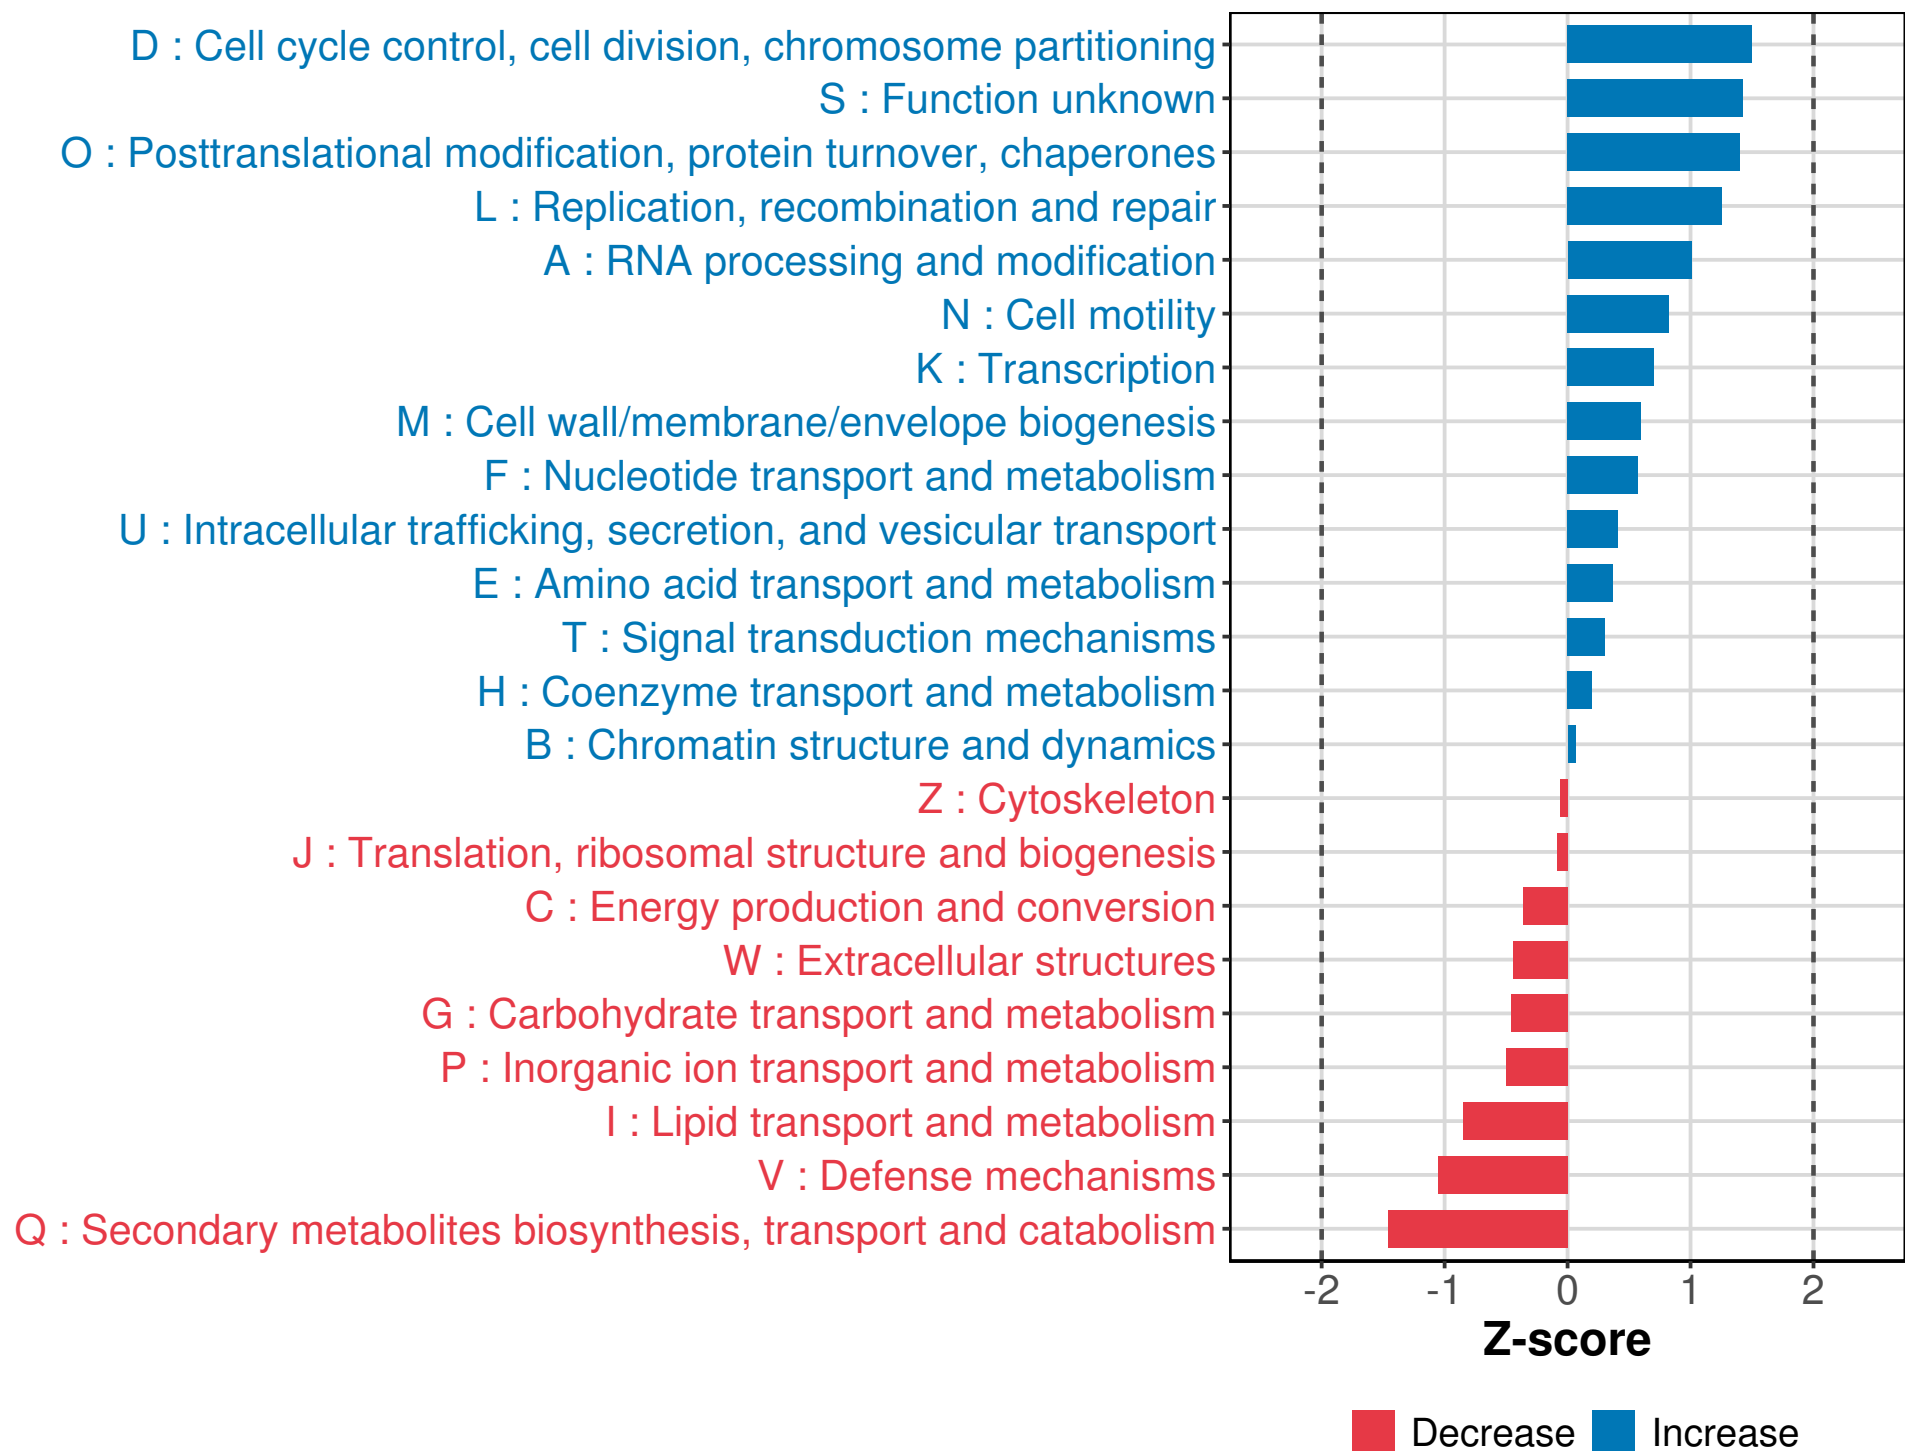 D : Cell cycle control, cell division, chromosome partitioning
S : Function unknown
O : Posttranslational modification, protein turnover, chaperones
L : Replication, recombination and repair
A : RNA processing and modification
N : Cell motility
K : Transcription
M : Cell wall/membrane/envelope biogenesis
F : Nucleotide transport and metabolism
U : Intracellular trafficking, secretion, and vesicular transport
E : Amino acid transport and metabolism
T : Signal transduction mechanisms
H : Coenzyme transport and metabolism
B : Chromatin structure and dynamics
Z : Cytoskeleton
J : Translation, ribosomal structure and biogenesis
C : Energy production and conversion
W : Extracellular structures
G : Carbohydrate transport and metabolism
P : Inorganic ion transport and metabolism
I : Lipid transport and metabolism
V : Defense mechanisms
Q : Secondary metabolites biosynthesis, transport and catabolism
-2 -1 0 1 2
Z-score
Decrease Increase